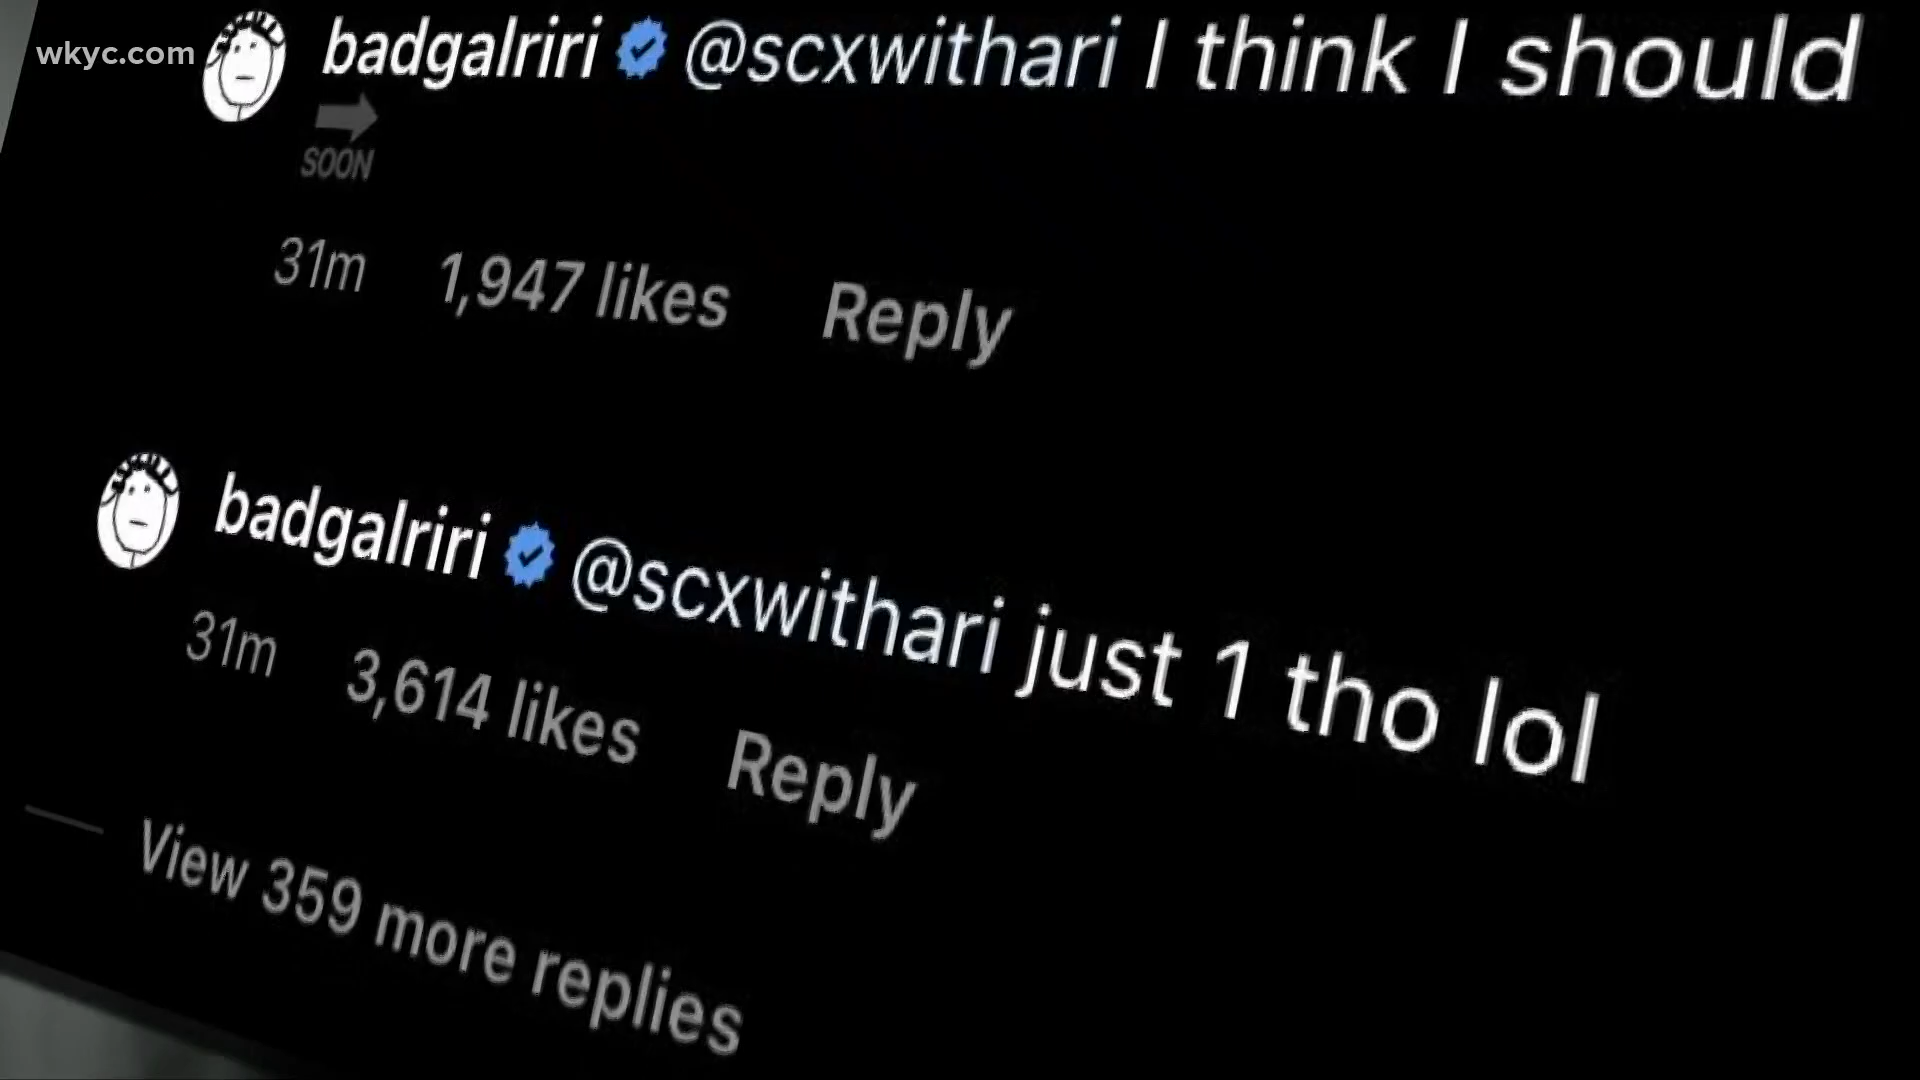 wkyc.com
badgalriri @scxwithari I think I should
SOON
31m 1,947 likes Reply
badgalriri @scxwithari just 1 tho lol
31m 3,614 likes Reply
View 359 more replies